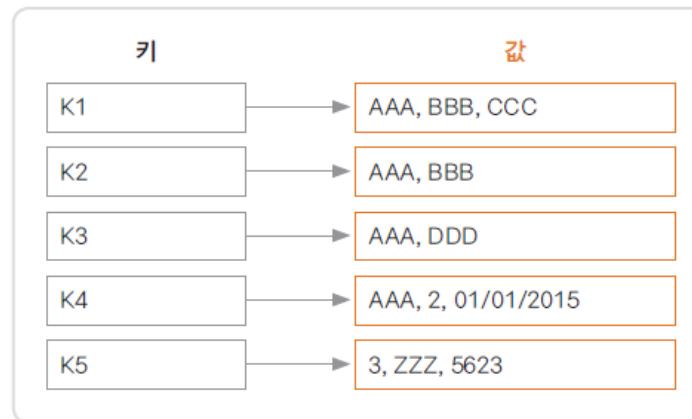 키 값
K1 AAA, BBB, CCC
K2 AAA, BBB
K3 AAA, DDD
K4 AAA, 2, 01/01/2015
K5 3, ZZZ, 5623